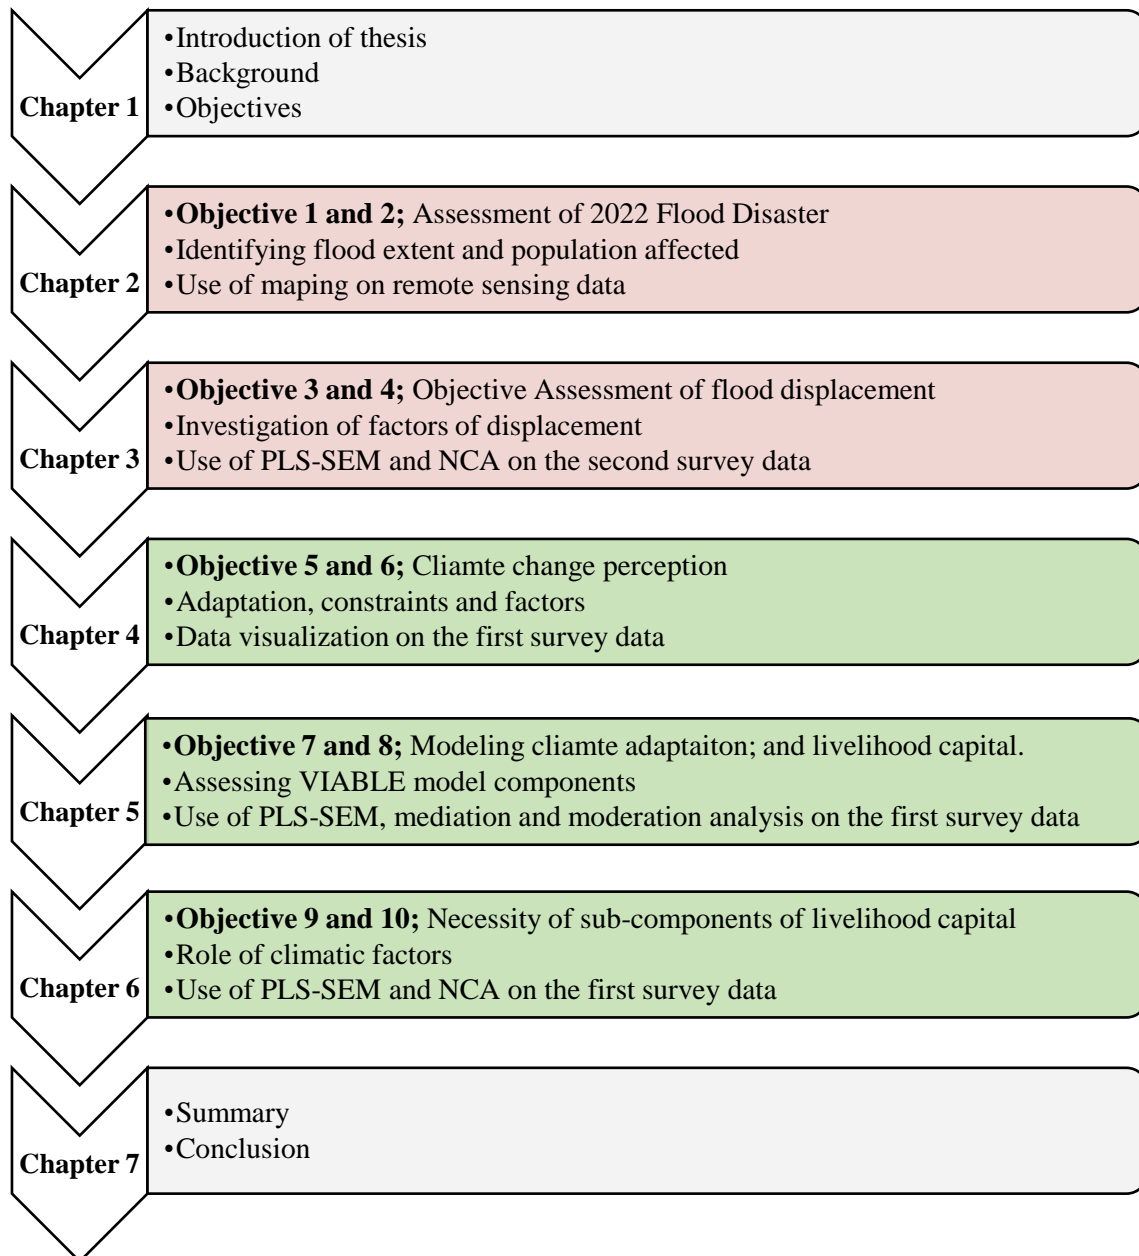 Chapter 1
•Introduction of thesis
•Background
•Objectives
Chapter 2
•Objective 1 and 2; Assessment of 2022 Flood Disaster
•Identifying flood extent and population affected
•Use of maping on remote sensing data
Chapter 3
•Objective 3 and 4; Objective Assessment of flood displacement
•Investigation of factors of displacement
•Use of PLS-SEM and NCA on the second survey data
Chapter 4
•Objective 5 and 6; Cliamte change perception
•Adaptation, constraints and factors
•Data visualization on the first survey data
Chapter 5
•Objective 7 and 8; Modeling cliamte adaptaiton; and livelihood capital.
•Assessing VIABLE model components
•Use of PLS-SEM, mediation and moderation analysis on the first survey data
Chapter 6
•Objective 9 and 10; Necessity of sub-components of livelihood capital
•Role of climatic factors
•Use of PLS-SEM and NCA on the first survey data
Chapter 7
•Summary
•Conclusion